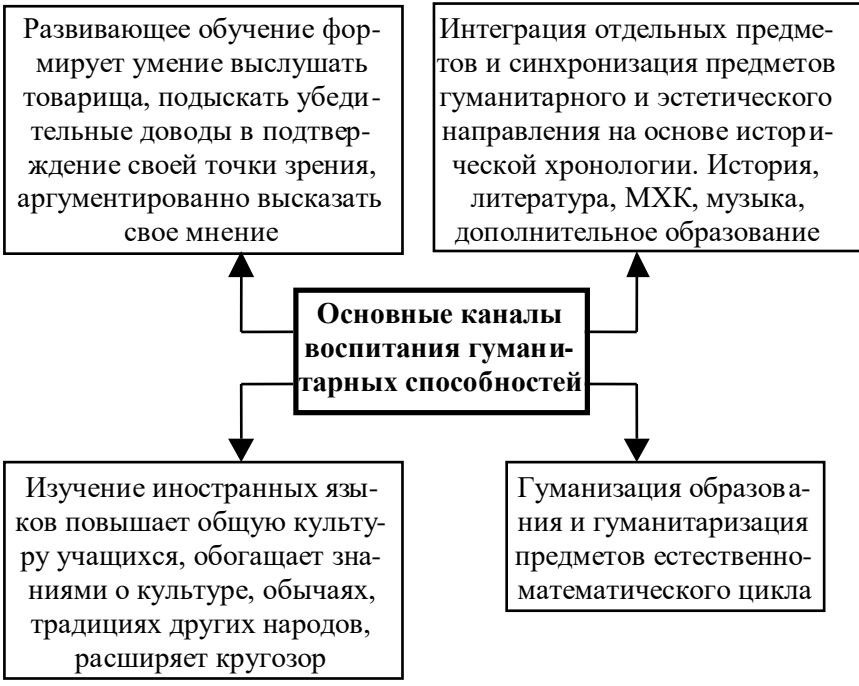 Развивающее обучение фор-
мирует умение выслушать
товарища, подыскать убеди-
тельные доводы в подтвер-
ждение своей точки зрения,
аргументированно высказать
свое мнение
Интеграция отдельных предме-
тов и синхронизация предметов
гуманитарного и эстетического
направления на основе истори-
ческой хронологии. История,
литература, МХК, музыка,
дополнительное образование
Основные каналы
воспитания гумани-
тарных способностей
Изучение иностранных язы-
ков повышает общую культу-
ру учащихся, обогащает зна-
ниями о культуре, обычаях,
традициях других народов,
расширяет кругозор
Гуманизация образова-
ния и гуманитаризация
предметов естественно-
математического цикла